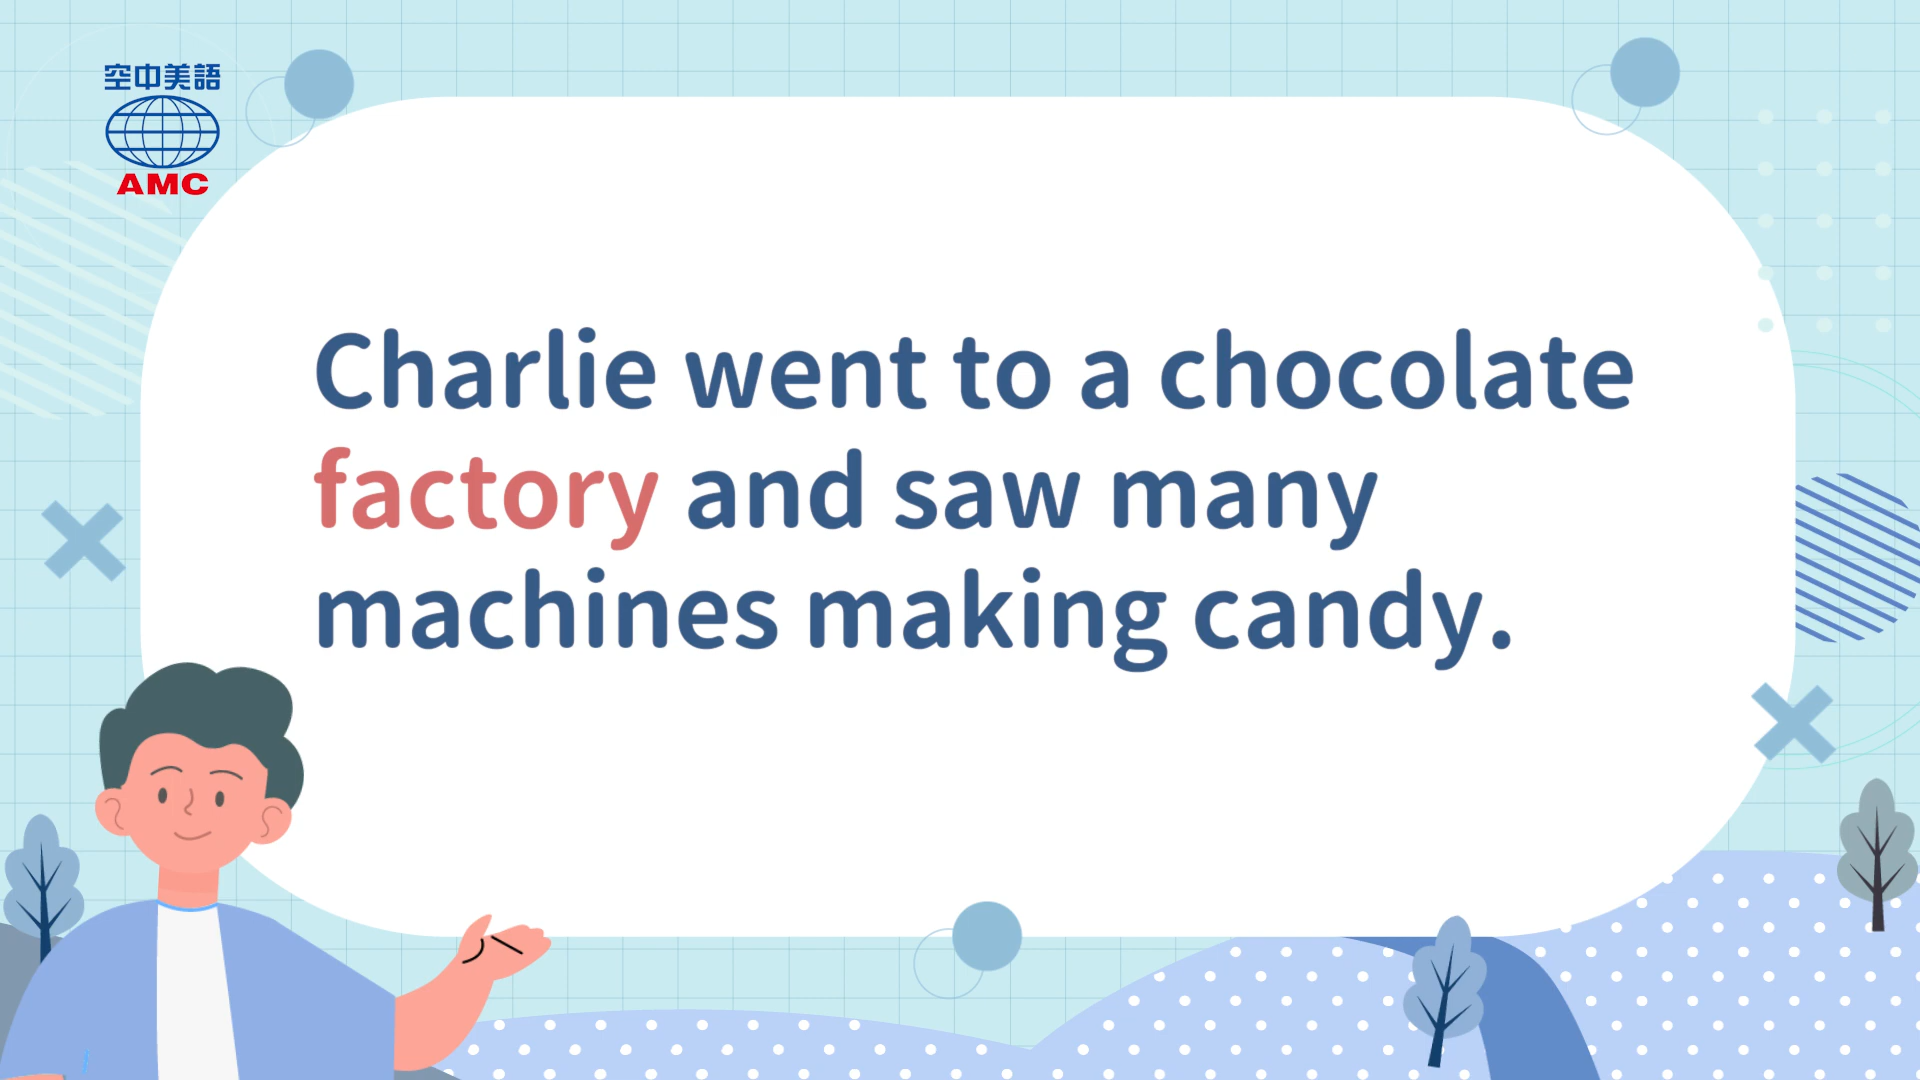 空中美語
AMC
Charlie went to a chocolate
factory and saw many
machines making candy.